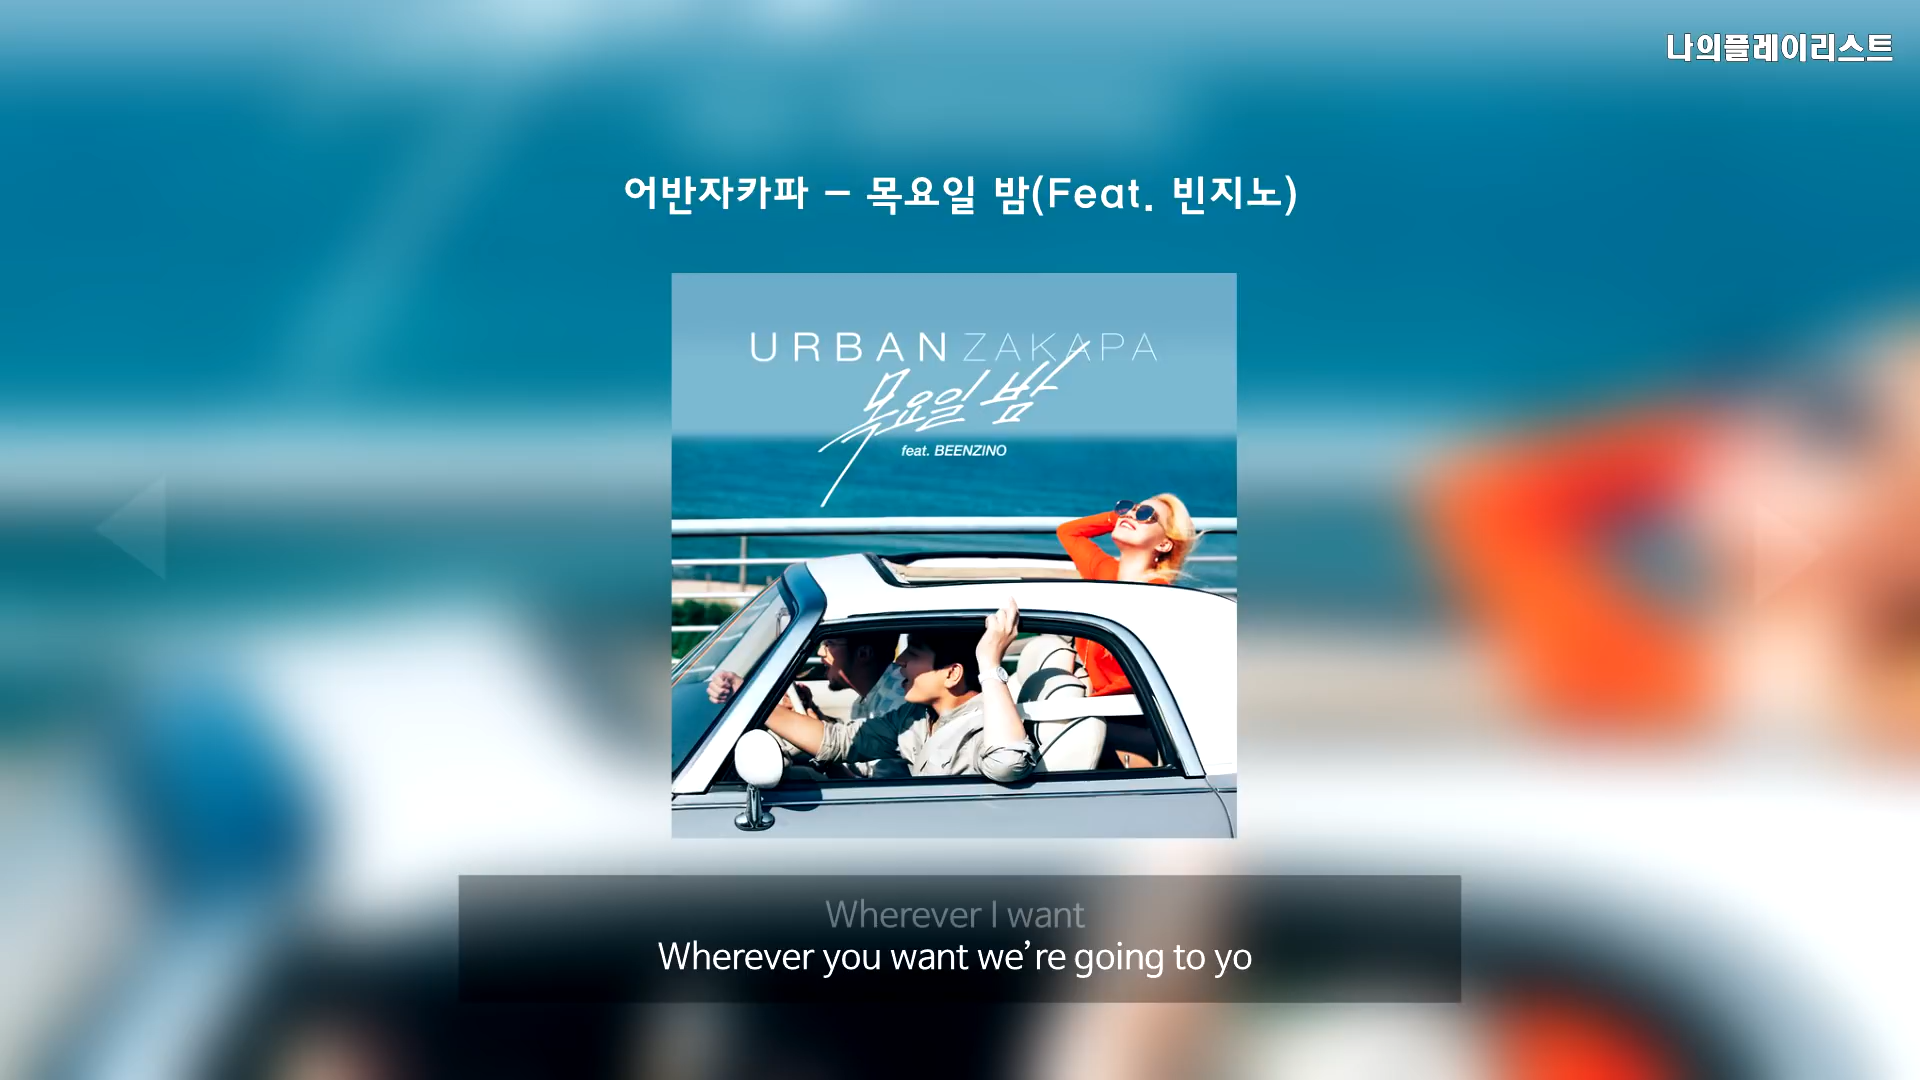 나의플레이리스트
어반자카파 – 목요일 밤(Feat. 빈지노)
URBAN ZAKAPA
목요일 밤
feat. BEENZINO
Wherever I want
Wherever you want we're going to yo